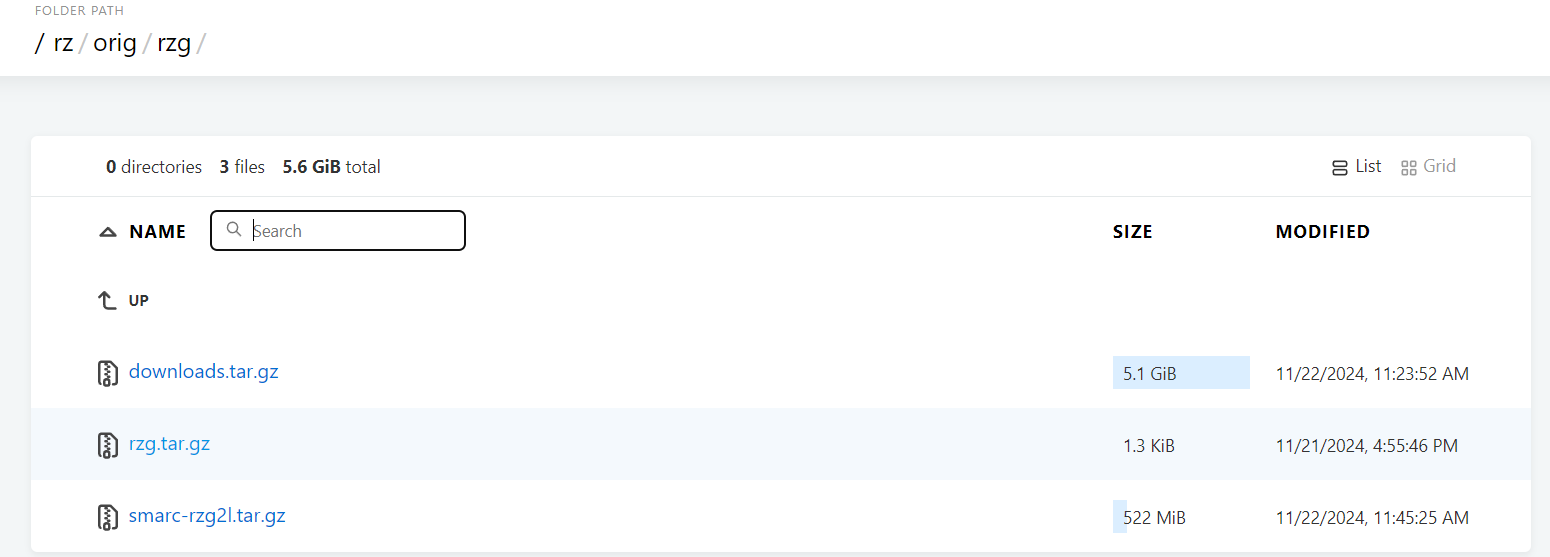 FOLDER PATH
/ rz / orig / rzg /
0 directories 3 files 5.6 GiB total List Grid
NAME Search SIZE MODIFIED
UP
downloads.tar.gz 5.1 GiB 11/22/2024, 11:23:52 AM
rzg.tar.gz 1.3 KiB 11/21/2024, 4:55:46 PM
smarc-rzg2l.tar.gz 522 MiB 11/22/2024, 11:45:25 AM